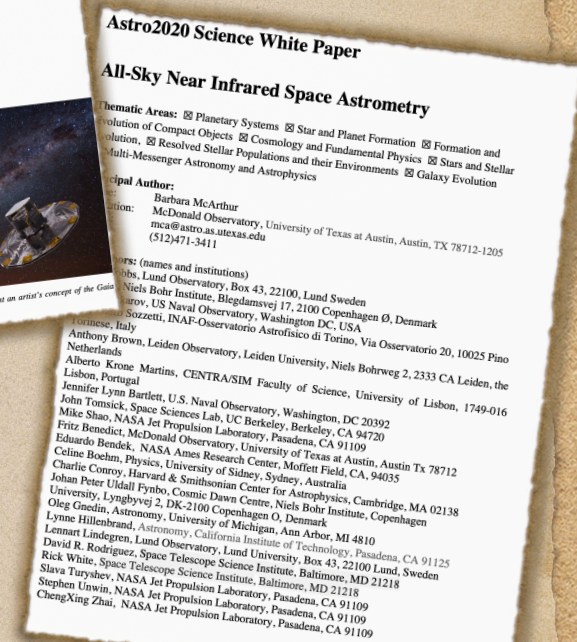 Astro2020 Science White Paper
All-Sky Near Infrared Space Astrometry
Thematic Areas: ☒ Planetary Systems ☒ Star and Planet Formation ☒ Formation and
Evolution of Compact Objects ☒ Cosmology and Fundamental Physics ☒ Stars and Stellar
☒ Resolved Stellar Populations and their Environments ☒ Galaxy Evolution
Multi-Messenger Astronomy and Astrophysics
Author:
Barbara McArthur
McDonald Observatory, University of Texas at Austin, Austin, TX 78712-1205
mca@astro.as.utexas.edu
(512)471-3411
(names and institutions)
Lund Observatory, Box 43, 22100, Lund Sweden
Niels Bohr Institute, Blegdamsvej 17, 2100 Copenhagen Ø, Denmark
US Naval Observatory, Washington DC, USA
Sozzetti, INAF-Osservatorio Astrofisico di Torino, Via Osservatorio 20, 10025 Pino
Torinese, Italy
Anthony Brown, Leiden Observatory, Leiden University, Niels Bohrweg 2, 2333 CA Leiden, the
Netherlands
Alberto Krone Martins, CENTRA/SIM Faculty of Science, University of Lisbon, 1749-016
Lisbon, Portugal
Jennifer Lynn Bartlett, U.S. Naval Observatory, Washington, DC 20392
John Tomsick, Space Sciences Lab, UC Berkeley, Berkeley, CA 94720
Mike Shao, NASA Jet Propulsion Laboratory, Pasadena, CA 91109
Fritz Benedict, McDonald Observatory, University of Texas at Austin, Austin Tx 78712
Eduardo Bendek, NASA Ames Research Center, Moffett Field, CA, 94035
Celine Boehm, Physics, University of Sidney, Sydney, Australia
Charlie Conroy, Harvard & Smithsonian Center for Astrophysics, Cambridge, MA 02138
Johan Peter Uldall Fynbo, Cosmic Dawn Centre, Niels Bohr Institute, Copenhagen
University, Lyngbyvej 2, DK-2100 Copenhagen O, Denmark
Oleg Gnedin, Astronomy, University of Michigan, Ann Arbor, MI 4810
Lynne Hillenbrand, Astronomy, California Institute of Technology, Pasadena, CA 91125
Lennart Lindegren, Lund Observatory, Lund University, Box 43, 22100 Lund, Sweden
David R. Rodriguez, Space Telescope Science Institute, Baltimore, MD 21218
Rick White, Space Telescope Science Institute, Baltimore, MD 21218
Slava Turyshev, NASA Jet Propulsion Laboratory, Pasadena, CA 91109
Stephen Unwin, NASA Jet Propulsion Laboratory, Pasadena, CA 91109
ChengXing Zhai, NASA Jet Propulsion Laboratory, Pasadena, CA 91109
an artist's concept of the Gaia